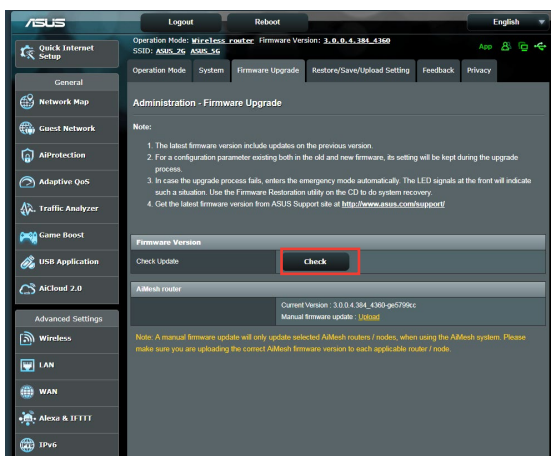 ASUS
Logout
Reboot
English
Quick Internet
Setup
Operation Mode: Wireless router Firmware Version: 3.0.0.4.384_4360
SSID: ASUS_2G ASUS_5G
App
Operation Mode System Firmware Upgrade Restore/Save/Upload Setting Feedback Privacy
General
Network Map
Guest Network
AiProtection
Adaptive QoS
Traffic Analyzer
Game Boost
USB Application
AiCloud 2.0
Advanced Settings
Wireless
LAN
WAN
Alexa & IFTTT
IPv6
Administration - Firmware Upgrade
Note:
1. The latest firmware version include updates on the previous version.
2. For a configuration parameter existing both in the old and new firmware, its setting will be kept during the upgrade
process.
3. In case the upgrade process fails, enters the emergency mode automatically. The LED signals at the front will indicate
such a situation. Use the Firmware Restoration utility on the CD to do system recovery.
4. Get the latest firmware version from ASUS Support site at http://www.asus.com/support/
Firmware Version
Check Update
Check
AiMesh router
Current Version : 3.0.0.4.384_4360-ge5799cc
Manual firmware update : Upload
Note: A manual firmware update will only update selected AiMesh routers / nodes, when using the AiMesh system. Please
make sure you are uploading the correct AiMesh firmware version to each applicable router / node.